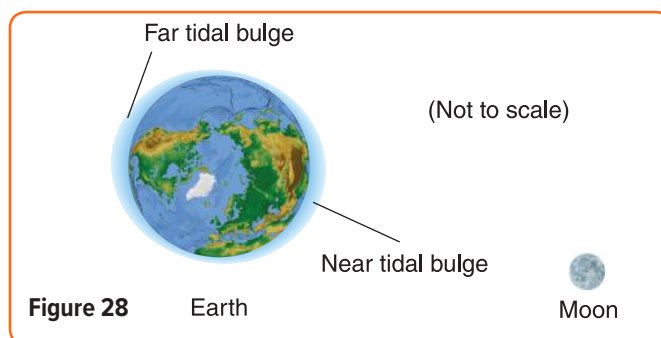 Far tidal bulge
(Not to scale)
Near tidal bulge
Figure 28 Earth
Moon